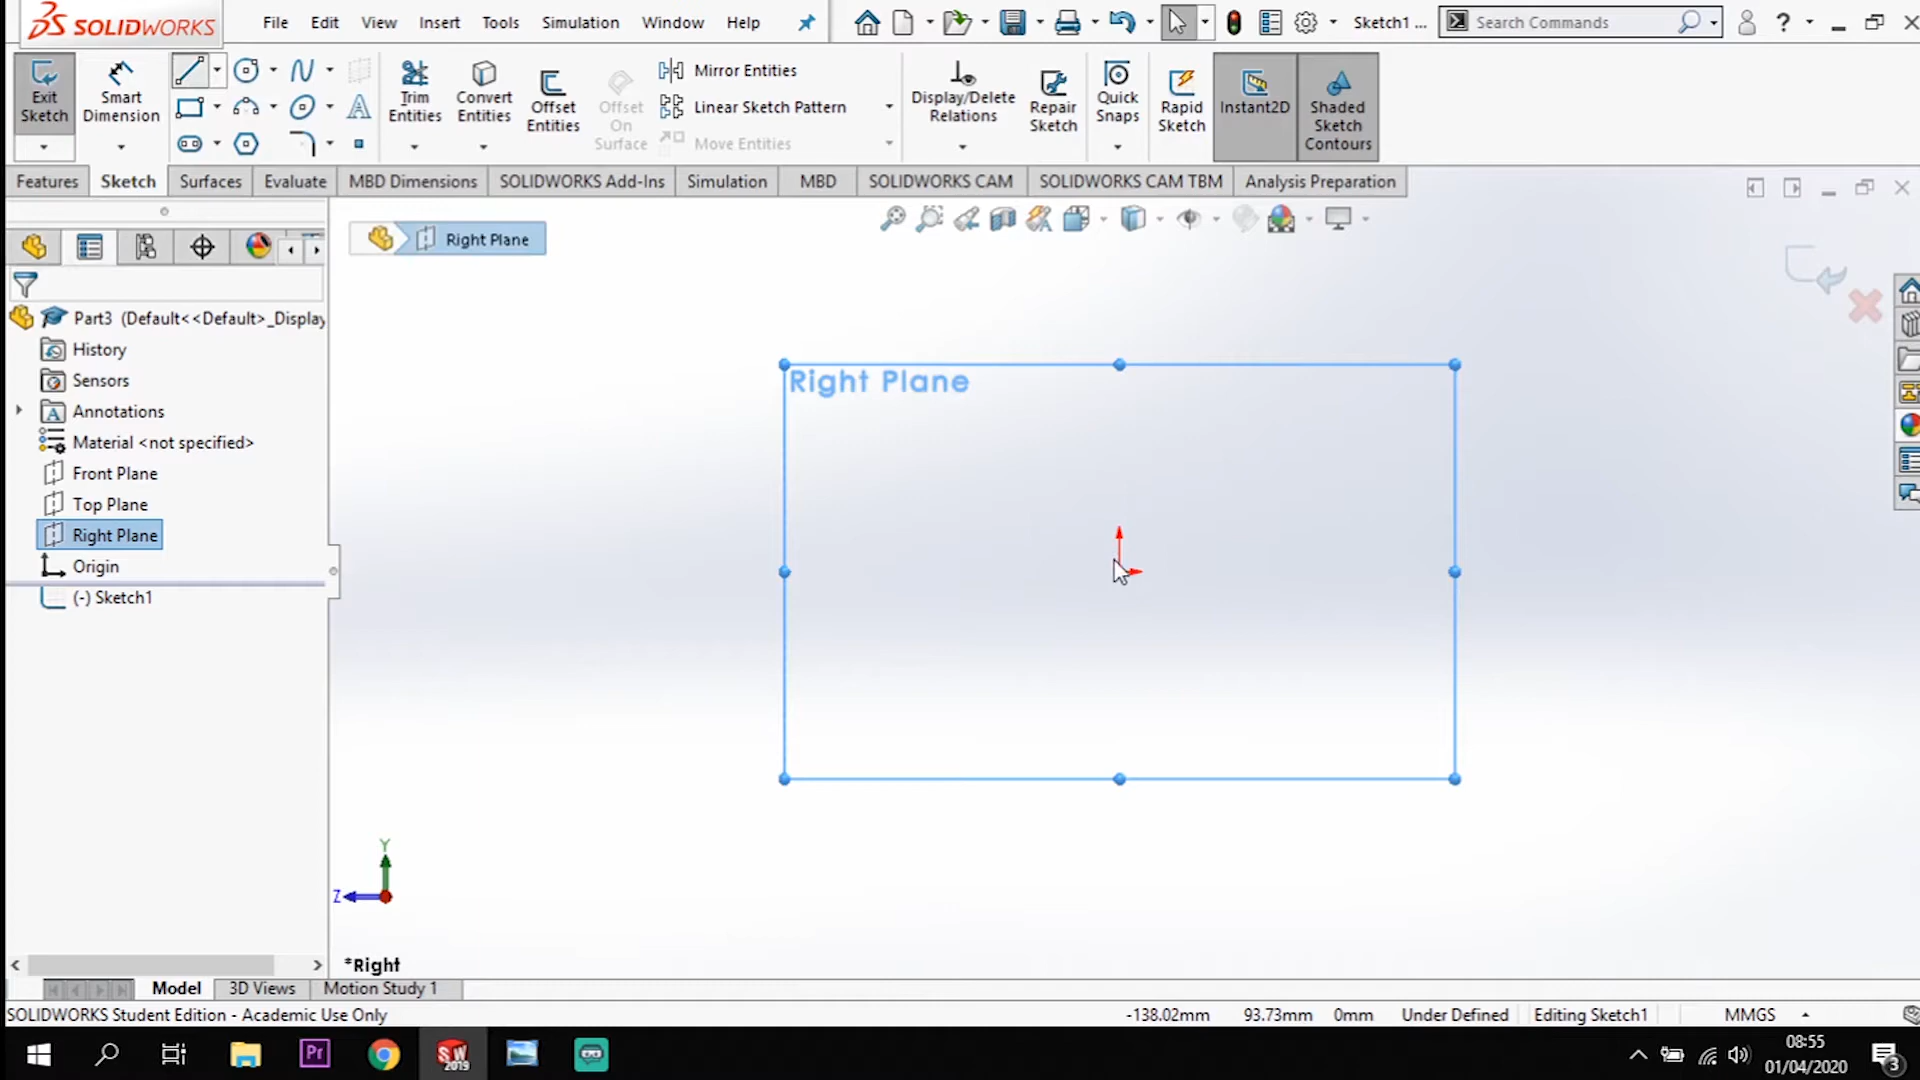 SOLIDWORKS
File Edit View Insert Tools Simulation Window Help
Sketch1 ...
Search Commands
?
Exit Sketch
Smart Dimension
Trim Entities
Convert Entities
Offset Entities
Offset On Surface
Mirror Entities
Linear Sketch Pattern
Move Entities
Display/Delete Relations
Repair Sketch
Quick Snaps
Rapid Sketch
Instant2D
Shaded Sketch Contours
Features Sketch Surfaces Evaluate MBD Dimensions SOLIDWORKS Add-Ins Simulation MBD SOLIDWORKS CAM SOLIDWORKS CAM TBM Analysis Preparation
Right Plane
Part3 (Default<<Default>_Display
History
Sensors
Annotations
Material <not specified>
Front Plane
Top Plane
Right Plane
Origin
(-) Sketch1
Right Plane
Y
Z
*Right
Model 3D Views Motion Study 1
SOLIDWORKS Student Edition - Academic Use Only
-138.02mm 93.73mm 0mm Under Defined Editing Sketch1 MMGS
Pr
SW 2019
08:55
01/04/2020
3